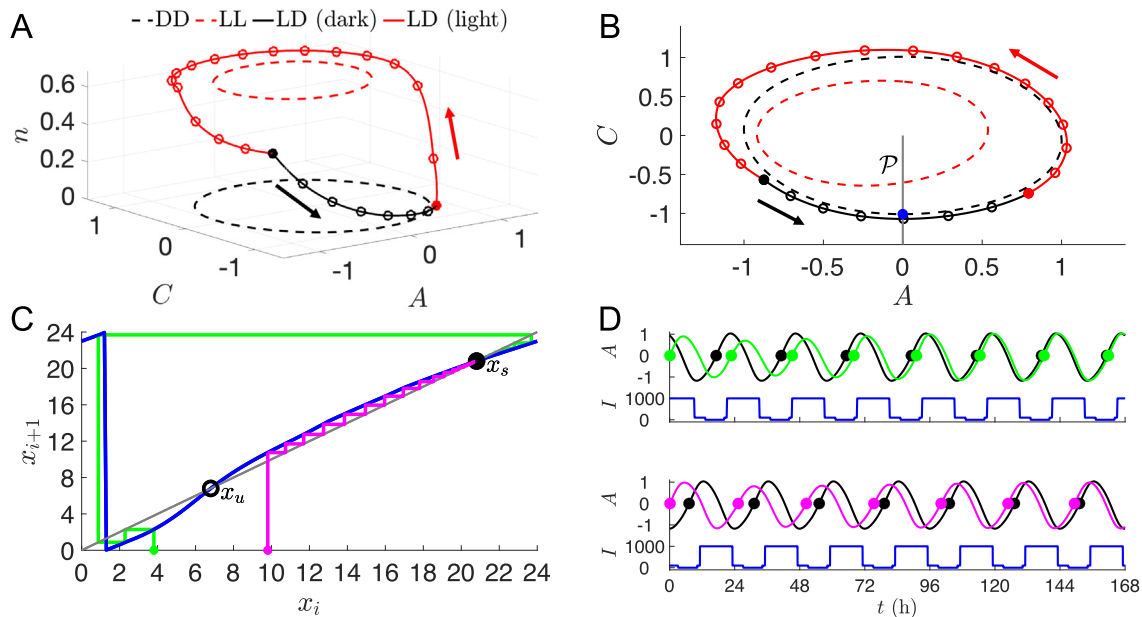 A
DD LL LD (dark) LD (light)
n
0.6
0.4
0.2
0
1
0
-1
C
-1
0
1
A
B
C
1
0.5
0
-0.5
-1
P
-1 -0.5 0 0.5 1
A
C
x_{i+1}
24
20
16
12
8
4
0
x_s
x_u
0 2 4 6 8 10 12 14 16 18 20 22 24
x_i
D
A
1
0
-1
I
1000
0
A
1
0
-1
I
1000
0
0 24 48 72 96 120 144 168
t (h)